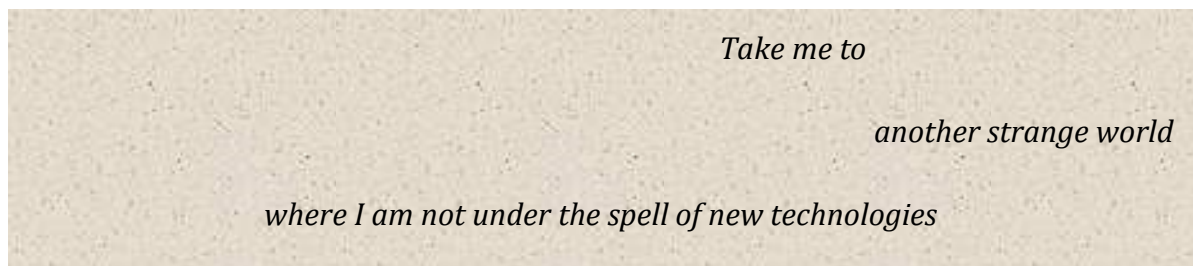 Take me to
another strange world
where I am not under the spell of new technologies